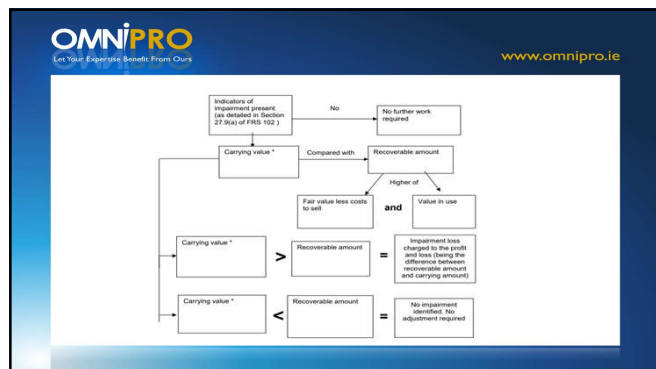 OMNiPRO
Let Your Expertise Benefit From Ours
www.omnipro.ie
Indicators of
impairment present
(as detailed in Section
27.9(a) of FRS 102 )
No
No further work
required
Carrying value *
Compared with
Recoverable amount
Higher of
Fair value less costs
to sell
and
Value in use
Carrying value *
>
Recoverable amount
=
Impairment loss
charged to the profit
and loss (being the
difference between
recoverable amount
and carrying amount)
Carrying value *
<
Recoverable amount
=
No impairment
identified. No
adjustment required